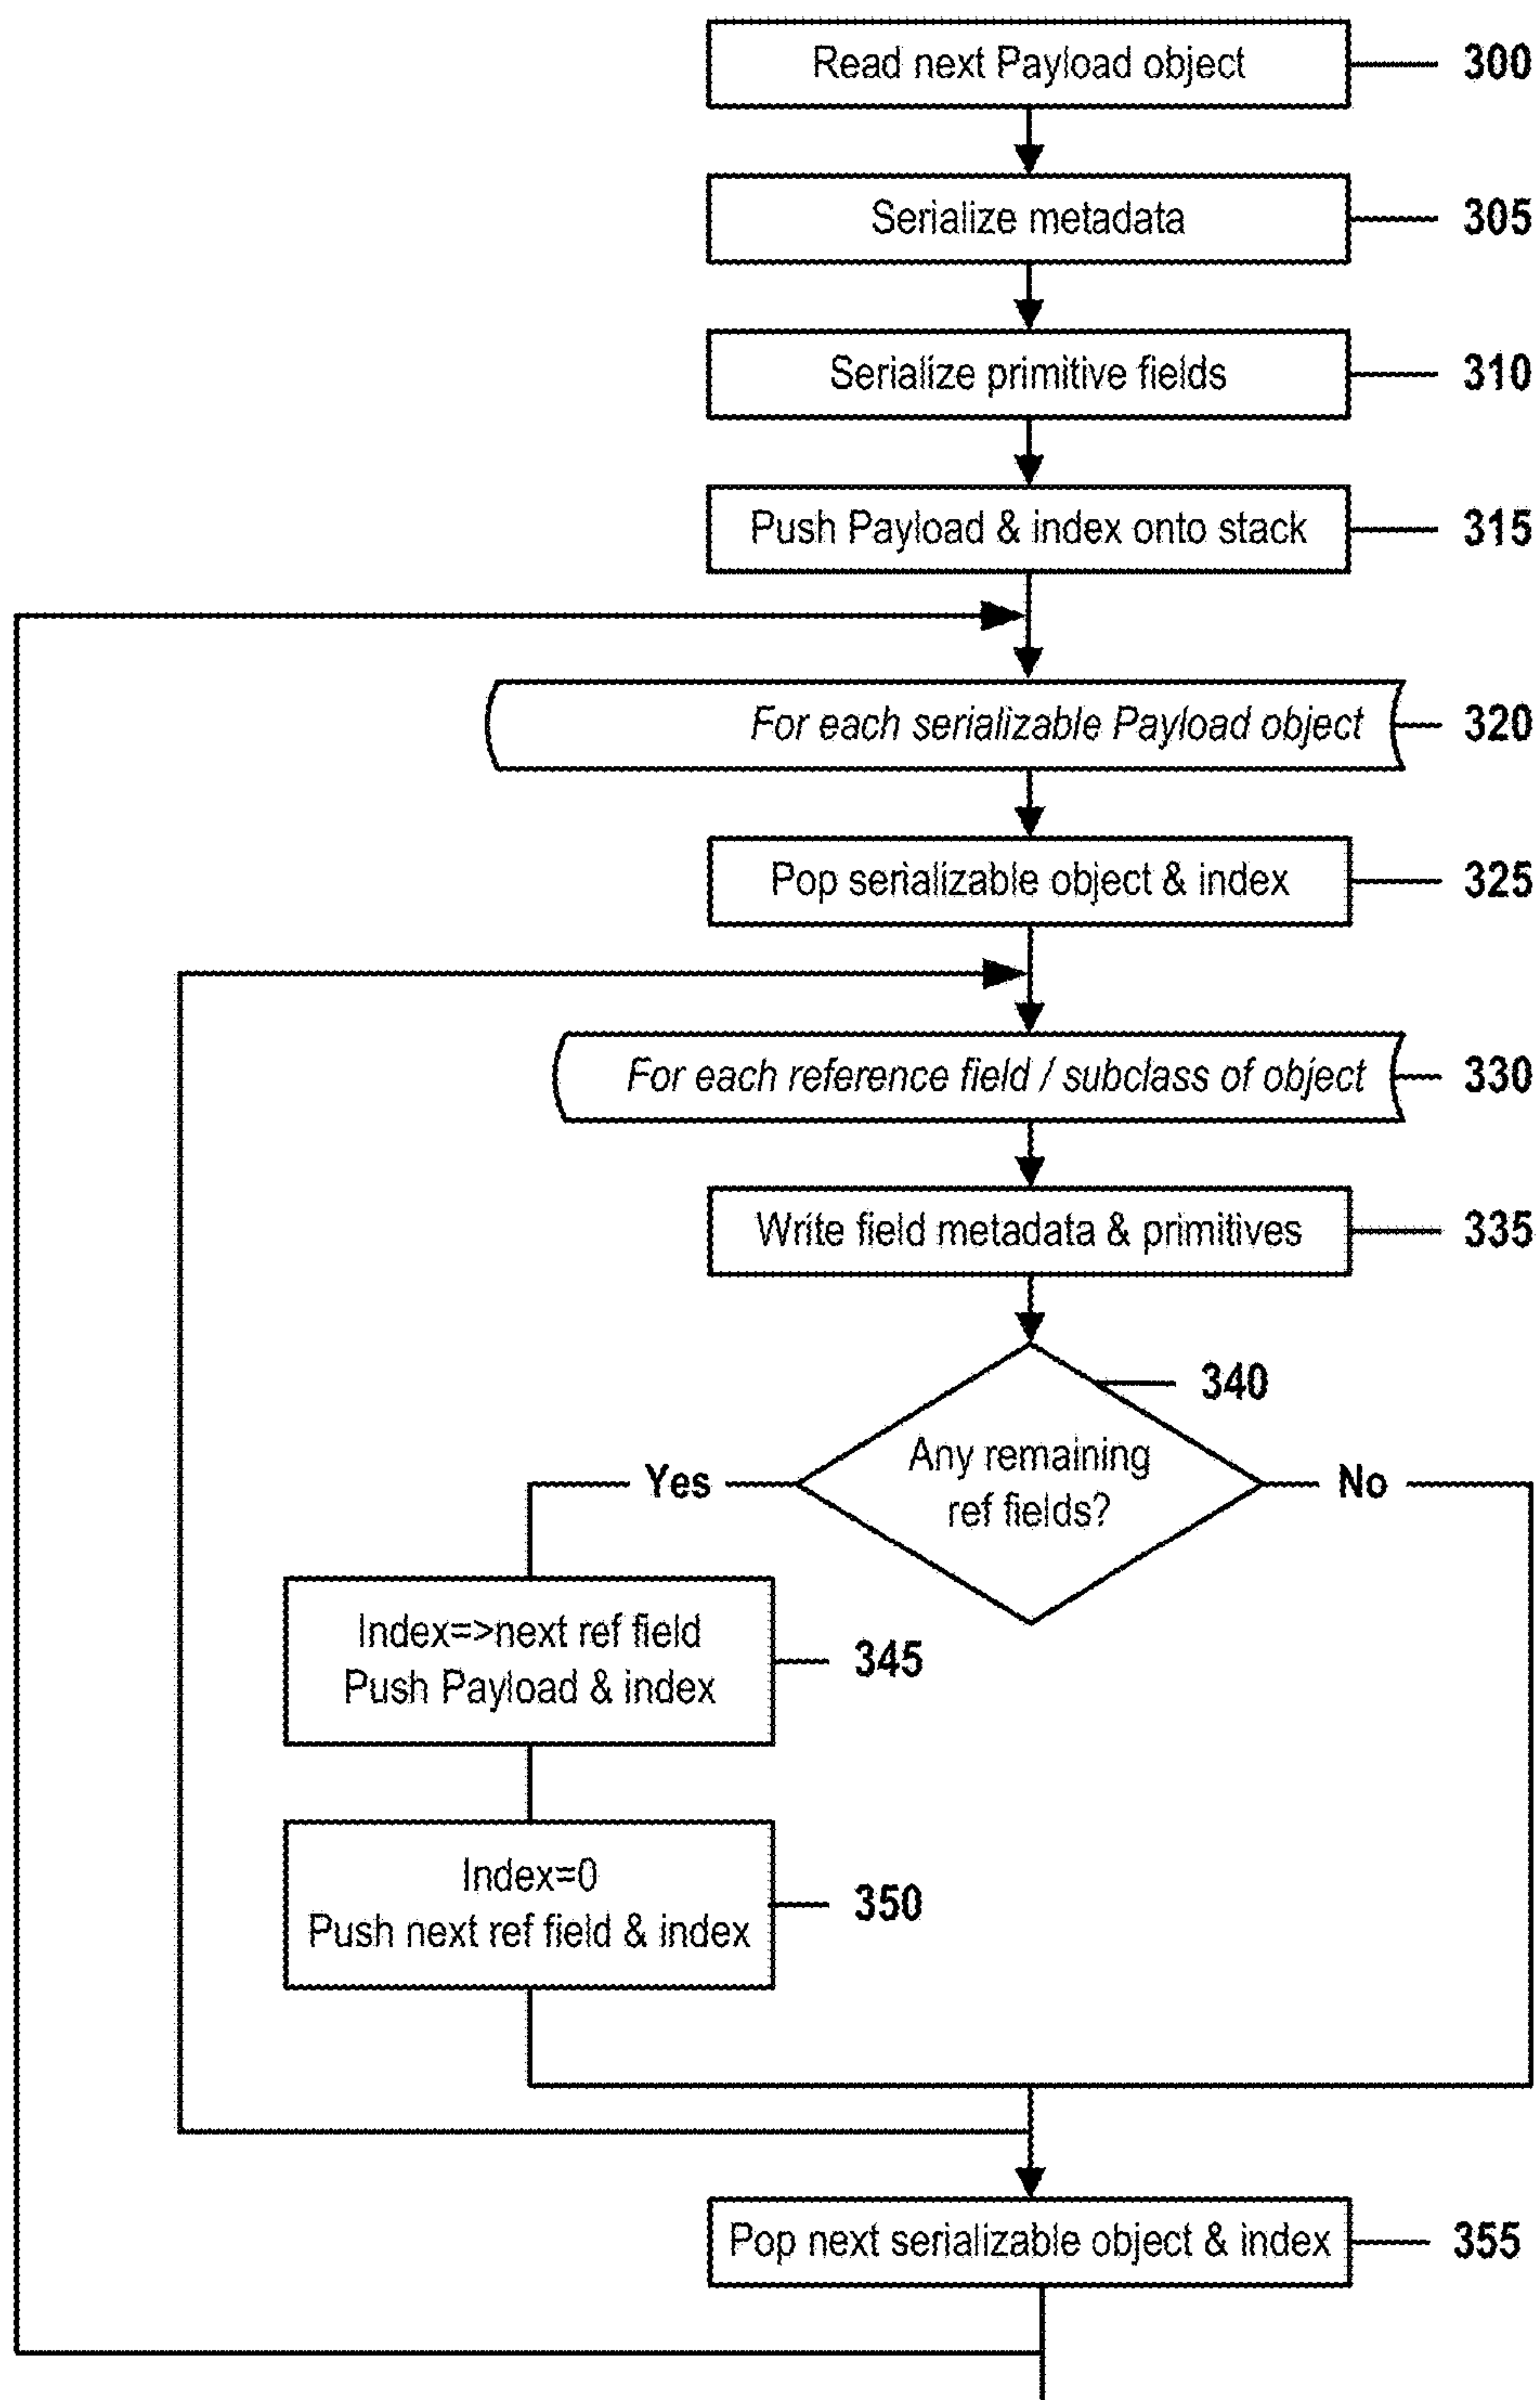 Read next Payload object
300
Serialize metadata
305
Serialize primitive fields
310
Push Payload & index onto stack
315
For each serializable Payload object
320
Pop serializable object & index
325
For each reference field / subclass of object
330
Write field metadata & primitives
335
340
Any remaining
ref fields?
Yes
No
Index=>next ref field
Push Payload & index
345
Index=0
Push next ref field & index
350
Pop next serializable object & index
355